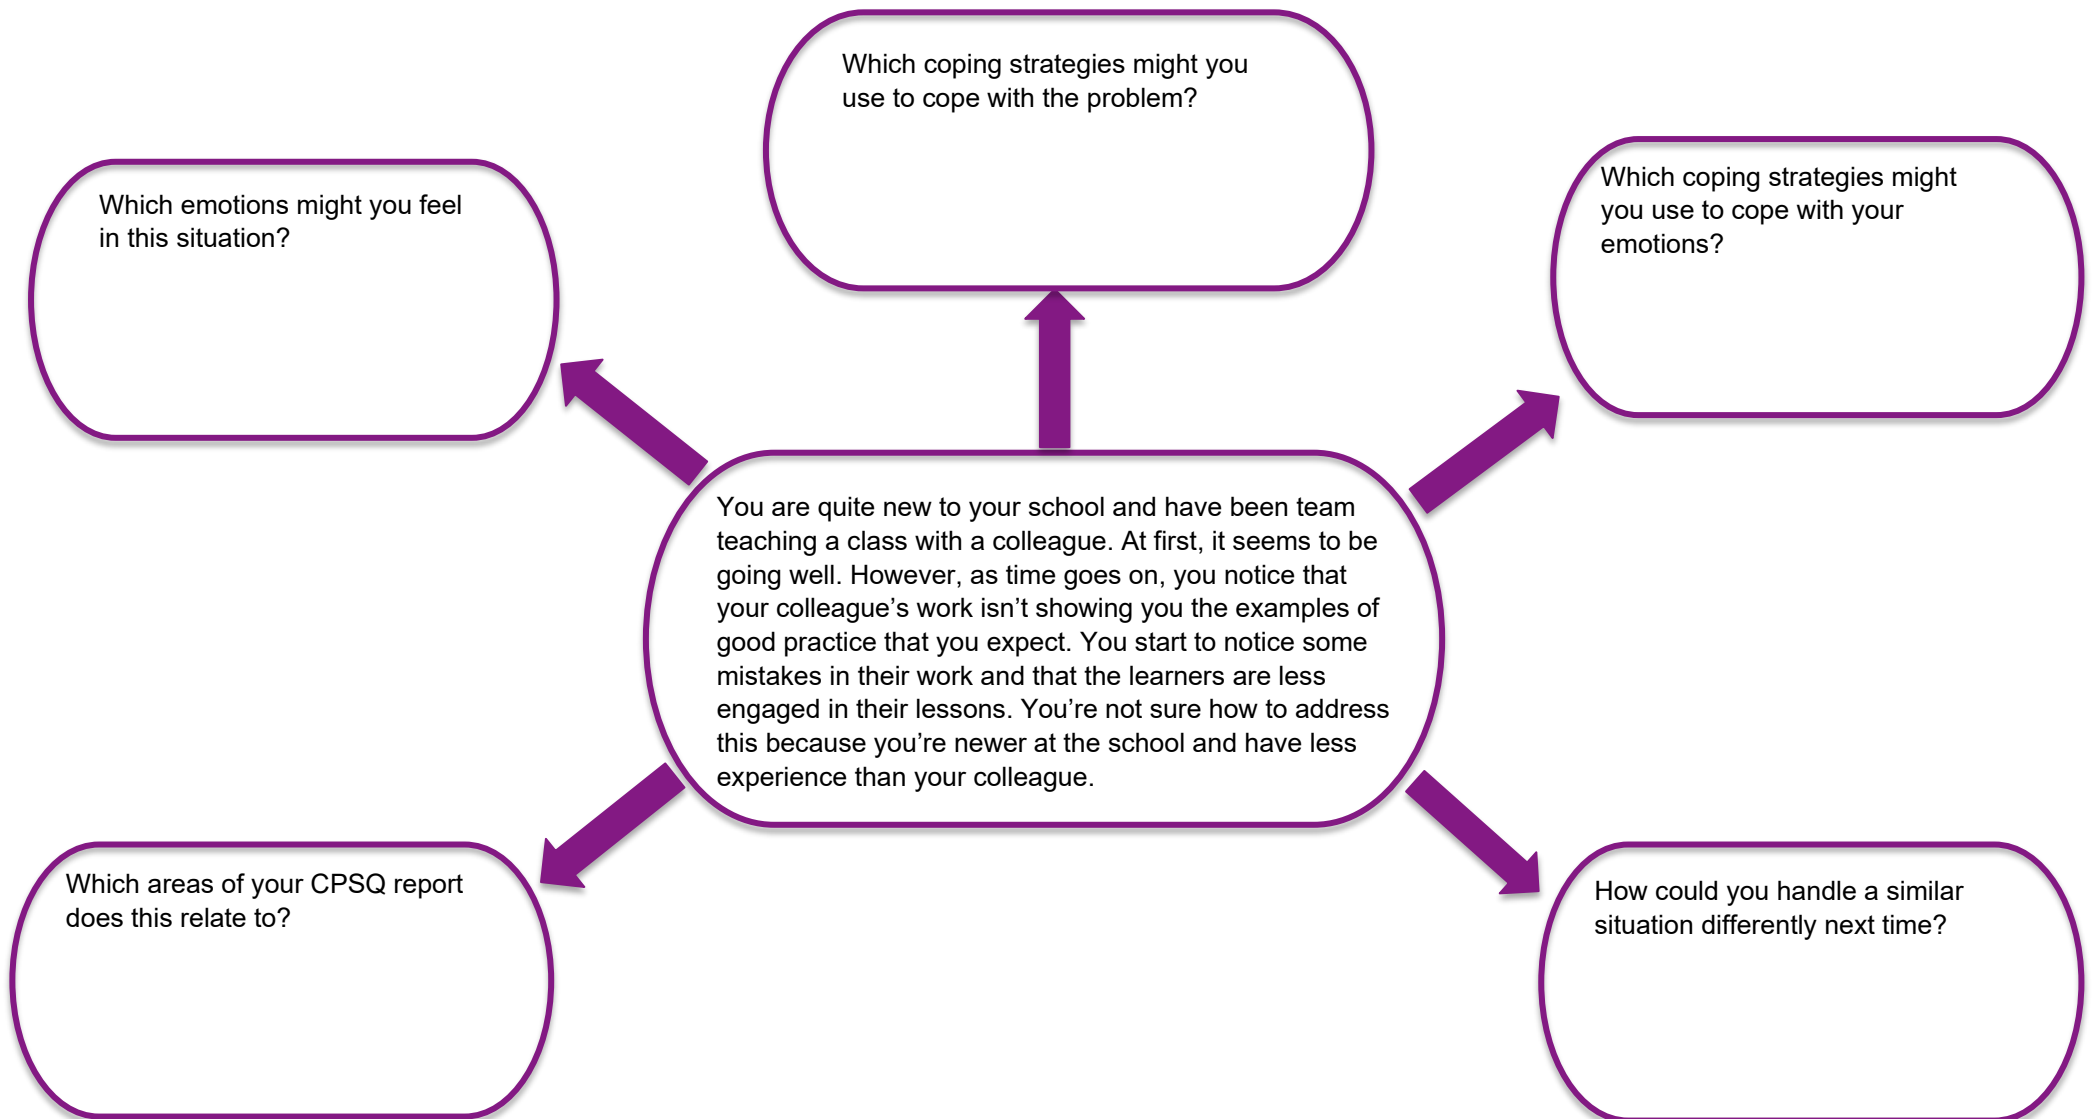 Which coping strategies might you
use to cope with the problem?
Which emotions might you feel
in this situation?
Which coping strategies might
you use to cope with your
emotions?
You are quite new to your school and have been team
teaching a class with a colleague. At first, it seems to be
going well. However, as time goes on, you notice that
your colleague’s work isn’t showing you the examples of
good practice that you expect. You start to notice some
mistakes in their work and that the learners are less
engaged in their lessons. You’re not sure how to address
this because you’re newer at the school and have less
experience than your colleague.
Which areas of your CPSQ report
does this relate to?
How could you handle a similar
situation differently next time?